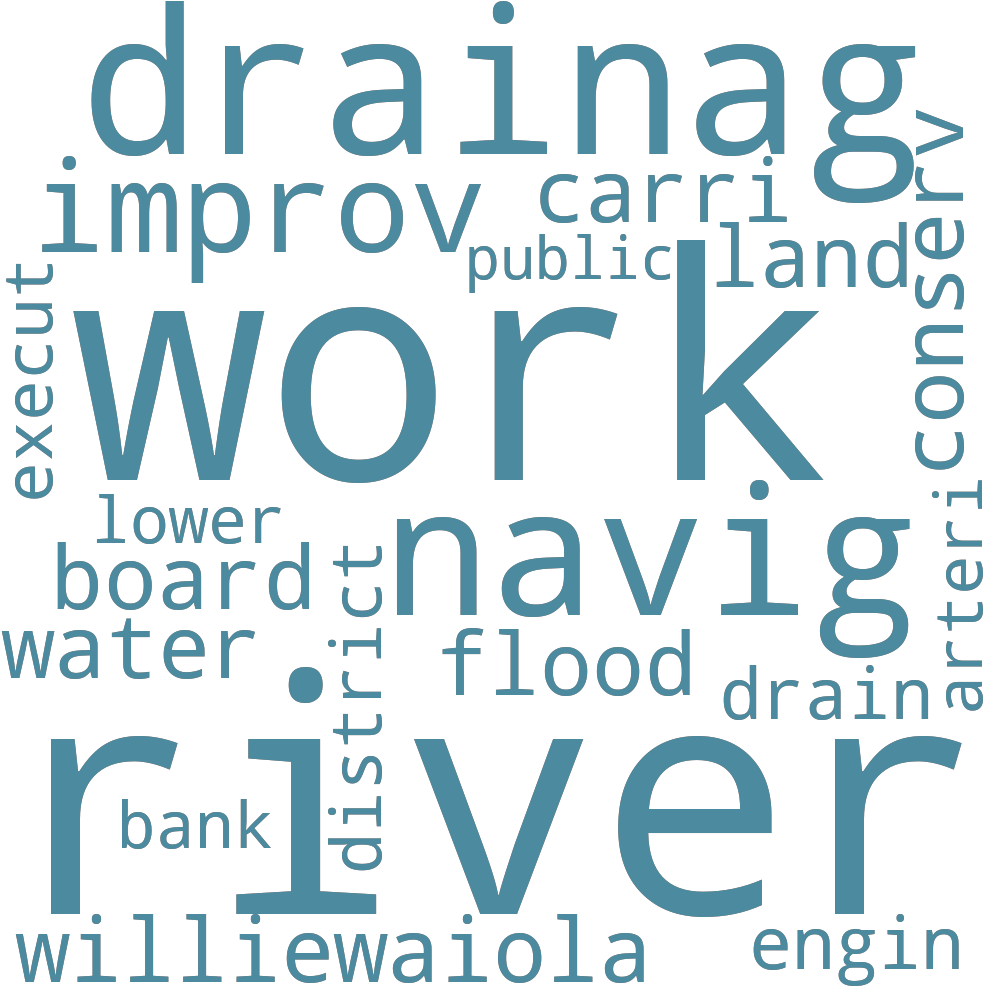 drainag
improv
carri
conserv
public
land
execut
work
lower
navig
arteri
board
district
water
flood
drain
river
bank
williewaiola
engin